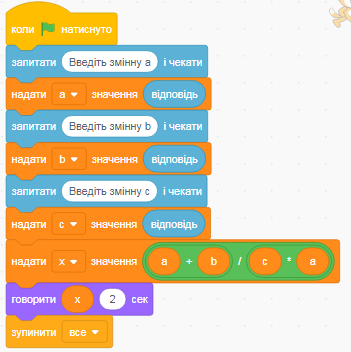 коли натиснуто
запитати Введіть змінну a і чекати
надати a значення відповідь
запитати Введіть змінну b і чекати
надати b значення відповідь
запитати Введіть змінну c і чекати
надати c значення відповідь
надати x значення a + b / c * a
говорити x 2 сек
зупинити все